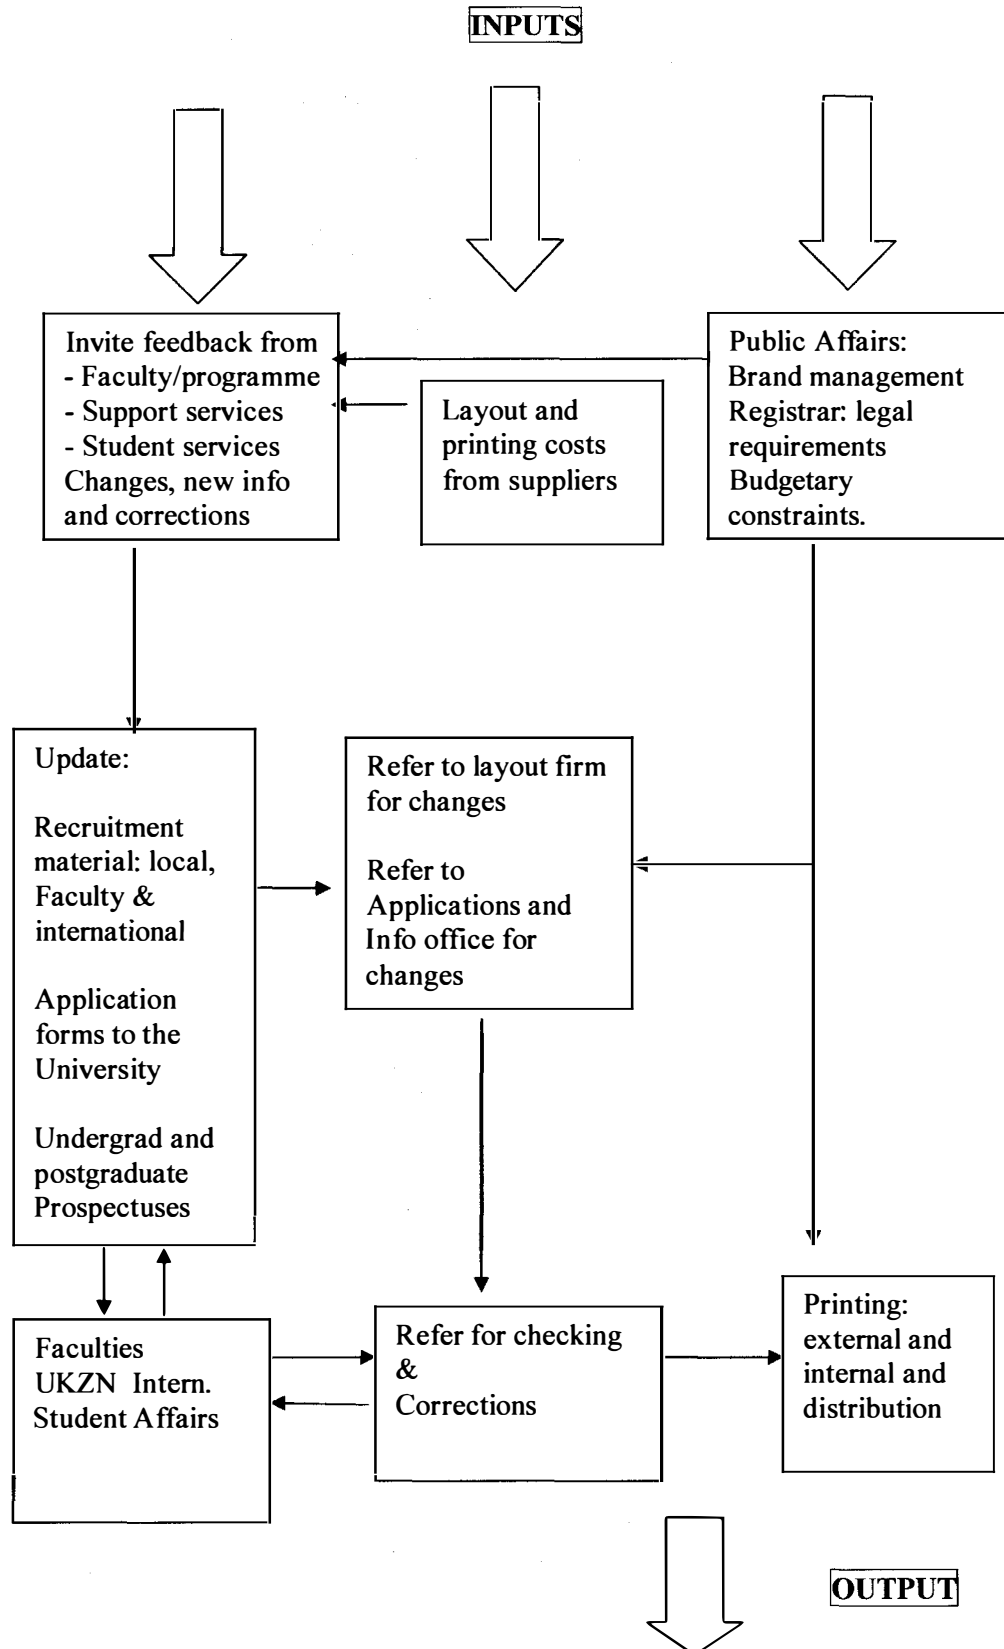 INPUTS
Invite feedback from
- Faculty/programme
- Support services
- Student services
Changes, new info
and corrections
Layout and
printing costs
from suppliers
Public Affairs:
Brand management
Registrar: legal
requirements
Budgetary
constraints.
Update:
Recruitment
material: local,
Faculty &
international
Application
forms to the
University
Undergrad and
postgraduate
Prospectuses
Refer to layout firm
for changes
Refer to
Applications and
Info office for
changes
Faculties
UKZN Intern.
Student Affairs
Refer for checking
&
Corrections
Printing:
external and
internal and
distribution
OUTPUT